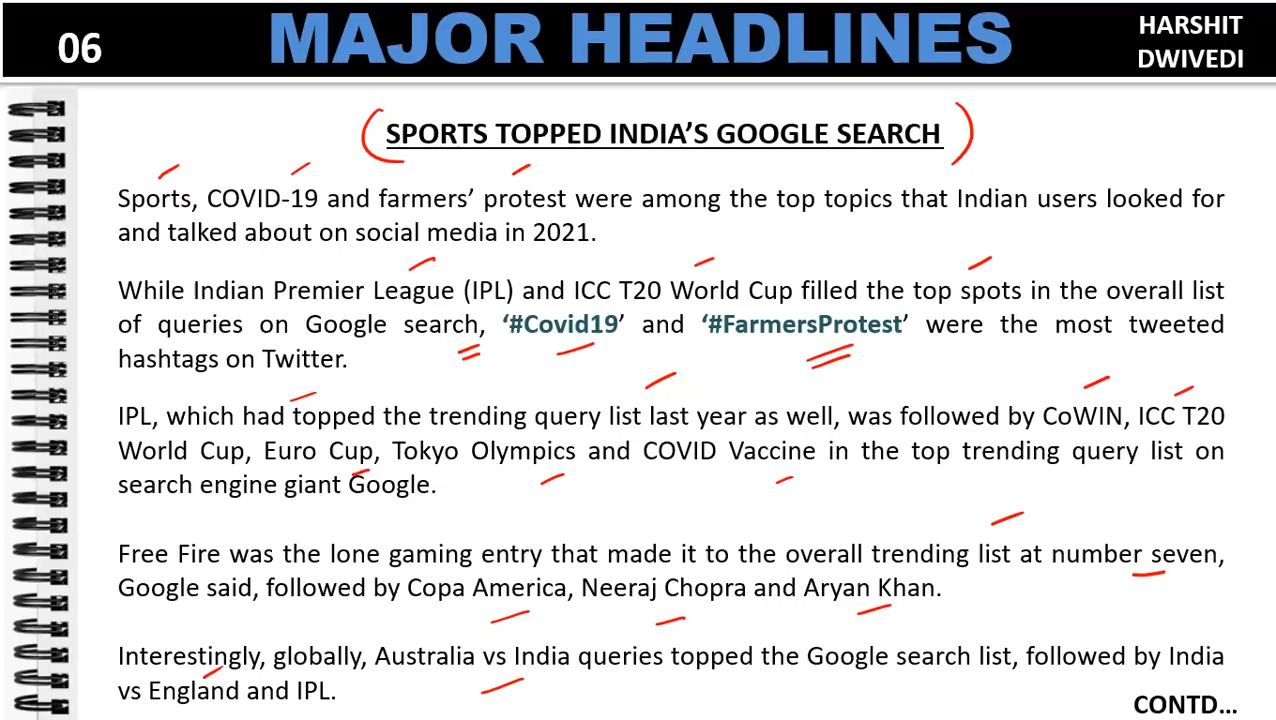 06
MAJOR HEADLINES
HARSHIT
DWIVEDI
SPORTS TOPPED INDIA'S GOOGLE SEARCH
Sports, COVID-19 and farmers' protest were among the top topics that Indian users looked for
and talked about on social media in 2021.
While Indian Premier League (IPL) and ICC T20 World Cup filled the top spots in the overall list
of queries on Google search, '#Covid19' and '#FarmersProtest' were the most tweeted
hashtags on Twitter.
IPL, which had topped the trending query list last year as well, was followed by CoWIN, ICC T20
World Cup, Euro Cup, Tokyo Olympics and COVID Vaccine in the top trending query list on
search engine giant Google.
Free Fire was the lone gaming entry that made it to the overall trending list at number seven,
Google said, followed by Copa America, Neeraj Chopra and Aryan Khan.
Interestingly, globally, Australia vs India queries topped the Google search list, followed by India
vs England and IPL.
CONTD...